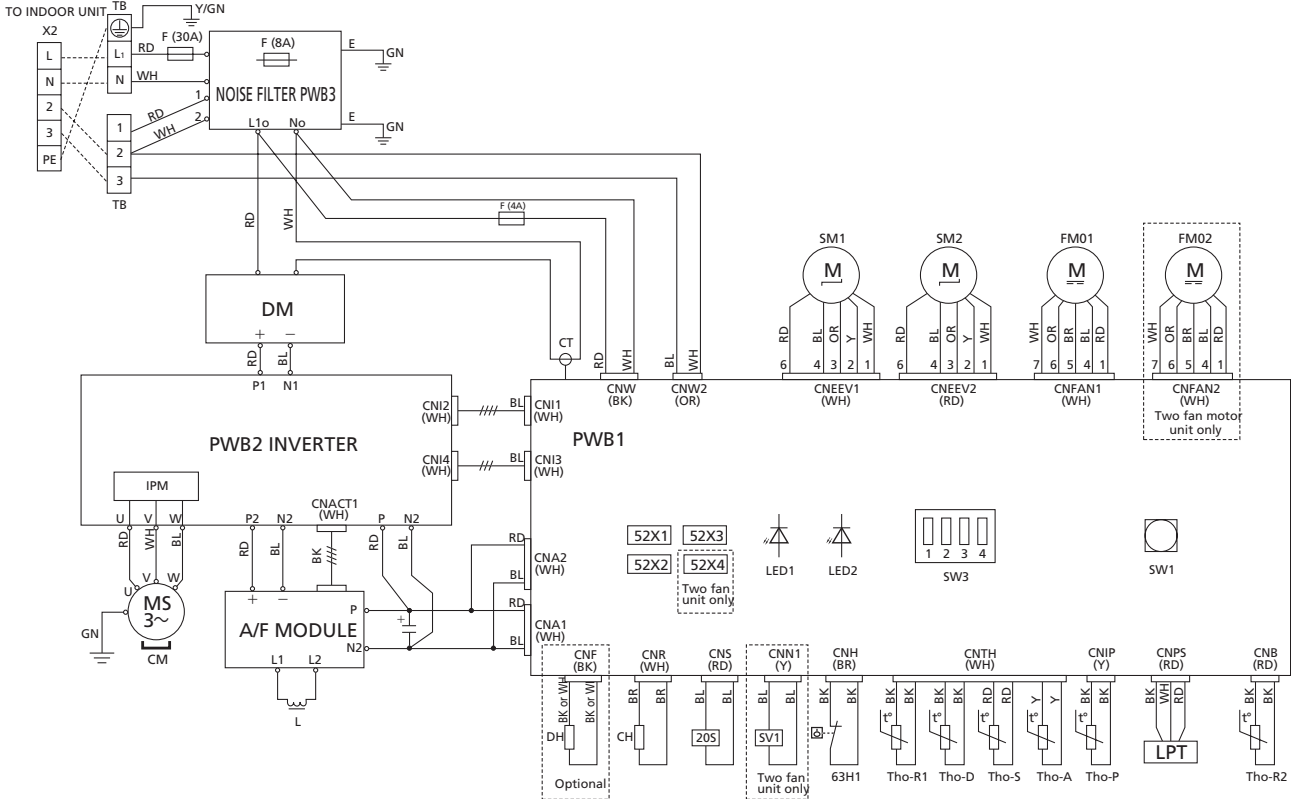 TO INDOOR UNIT
TB
Y/GN
X2
L
N
2
3
PE
L1
N
RD
F (30A)
WH
F (8A)
NOISE FILTER PWB3
E
GN
E
GN
1
2
RD
WH
L1o
No
1
2
3
TB
RD
WH
F (4A)
DM
+
−
RD
BL
P1
N1
CT
RD
WH
BL
WH
CNW
(BK)
CNW2
(OR)
SM1
M
RD
BL
OR
Y
WH
6
4
3
2
1
CNEEV1
(WH)
SM2
M
RD
BL
OR
Y
WH
6
4
3
2
1
CNEEV2
(RD)
FM01
M
WH
OR
BR
BL
RD
7
6
5
4
1
CNFAN1
(WH)
FM02
M
WH
OR
BR
BL
RD
7
6
5
4
1
CNFAN2
(WH)
Two fan motor
unit only
PWB2 INVERTER
IPM
U
V
W
RD
WH
BL
U
V
W
MS
3~
GN
CM
CNI2
(WH)
BL
CNI1
(WH)
CNI4
(WH)
BL
CNI3
(WH)
P2
N2
RD
BL
CNACT1
(WH)
BK
P
N2
RD
BL
+
−
A/F MODULE
P
N2
L1
L2
L
+
RD
BL
CNA2
(WH)
RD
BL
CNA1
(WH)
PWB1
52X1
52X3
52X2
52X4
Two fan
unit only
LED1
LED2
1
2
3
4
SW3
SW1
CNF
(BK)
BK or WH
BK or W
DH
Optional
CNR
(WH)
BR
BR
CH
CNS
(RD)
BL
BL
20S
CNN1
(Y)
BL
BL
SV1
Two fan
unit only
CNH
(BR)
BK
BK
63H1
CNTH
(WH)
BK
BK
t°
Tho-R1
BK
BK
t°
Tho-D
RD
RD
t°
Tho-S
Y
Y
t°
Tho-A
CNIP
(Y)
BK
BK
t°
Tho-P
CNPS
(RD)
BK
WH
RD
LPT
CNB
(RD)
BK
BK
t°
Tho-R2